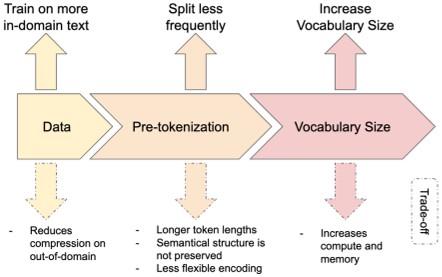 Train on more
in-domain text
Split less
frequently
Increase
Vocabulary Size
Data
Pre-tokenization
Vocabulary Size
Trade-off
- Reduces
compression on
out-of-domain
- Longer token lengths
- Semantical structure is
not preserved
- Less flexible encoding
- Increases
compute and
memory